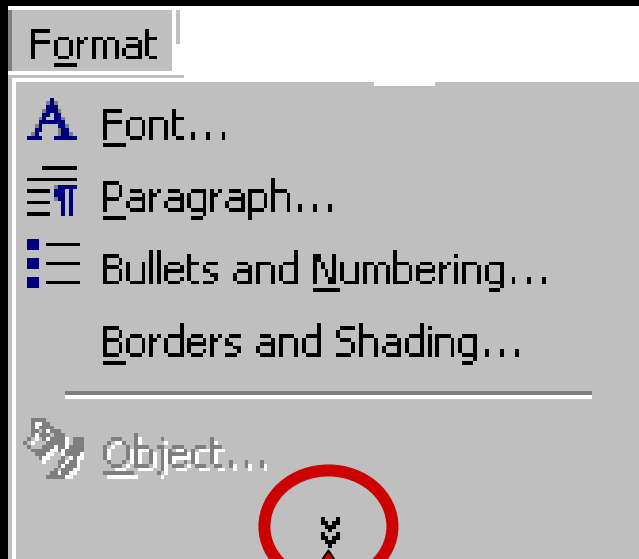 Format
Font...
Paragraph...
Bullets and Numbering...
Borders and Shading...
Object...